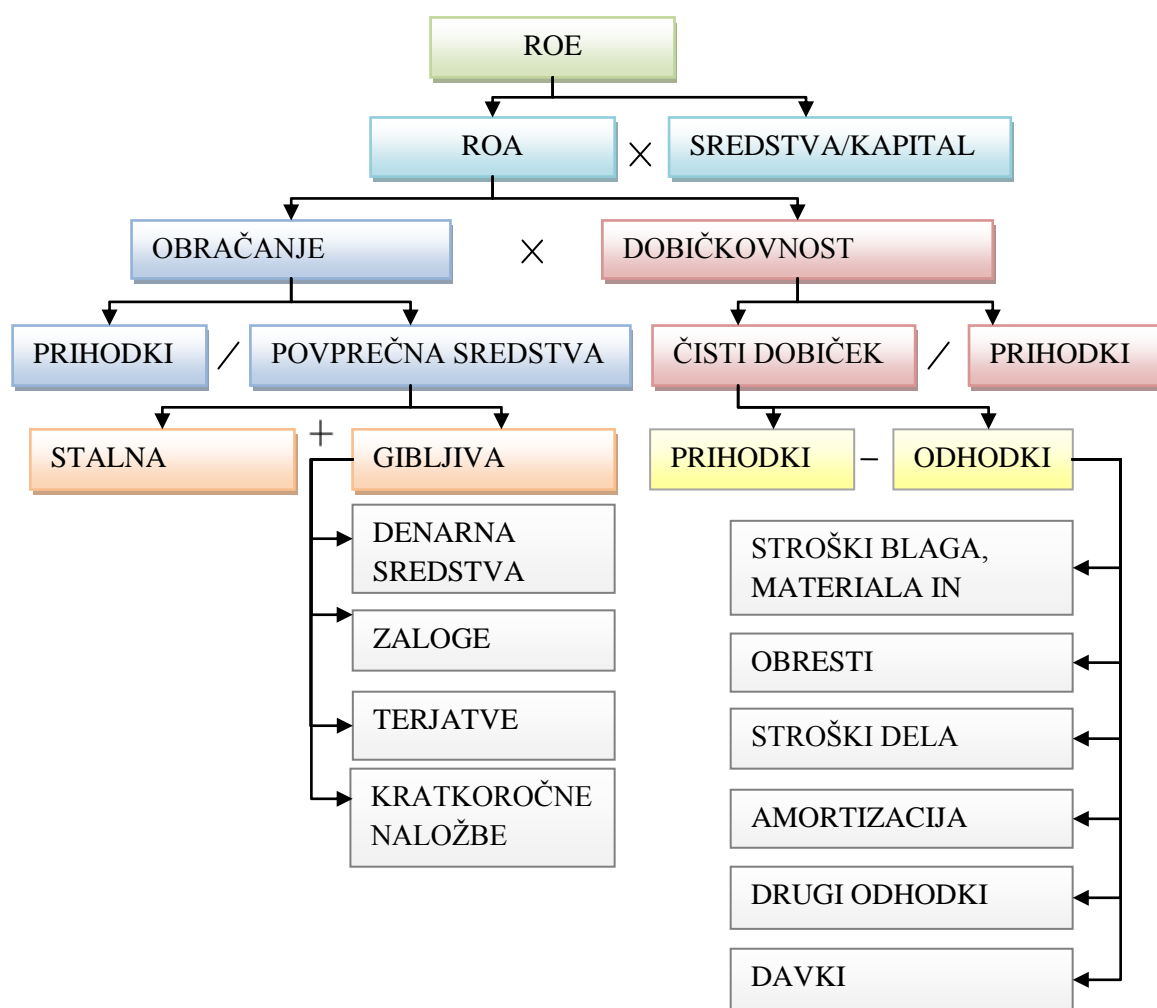 ROE
ROA × SREDSTVA/KAPITAL
OBRAČANJE × DOBIČKOVNOST
PRIHODKI / POVPREČNA SREDSTVA ČISTI DOBIČEK / PRIHODKI
STALNA + GIBLJIVA PRIHODKI – ODHODKI
DENARNA
SREDSTVA
ZALOGE
TERJATVE
KRATKOROČNE
NALOŽBE
STROŠKI BLAGA,
MATERIALA IN
OBRESTI
STROŠKI DELA
AMORTIZACIJA
DRUGI ODHODKI
DAVKI